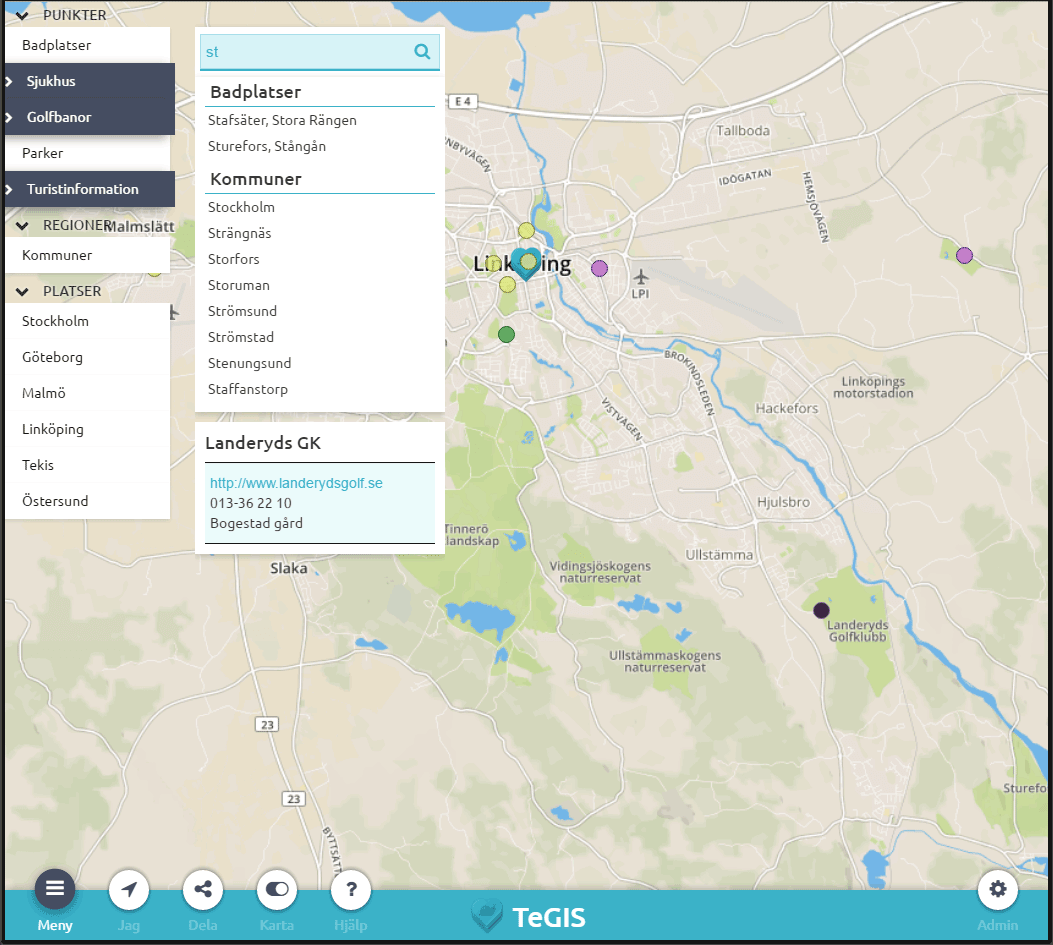 PUNKTER
Badplatser
Sjukhus
Golfbanor
Parker
Turistinformation
REGIONER
Malmslätt
Kommuner
PLATSER
Stockholm
Göteborg
Malmö
Linköping
Tekis
Östersund
st
Badplatser
Stafsäter, Stora Rängen
Sturefors, Stångån
Kommuner
Stockholm
Strängnäs
Storfors
Storuman
Strömsund
Strömstad
Stenungsund
Staffanstorp
Landeryds GK
http://www.landerydsgolf.se
013-36 22 10
Bogestad gård
E 4
NBYVÄGEN
Tallboda
IDÖGATAN
HEMSJÖVÄGEN
Linköping
LPI
BROKINDSLEDEN
Linköpings
motorstadion
Hackefors
VISTVÄGEN
Hjulsbro
Tinnerö
landskap
Ullstämma
Vidingsjöskogens
naturreservat
Slaka
Landeryds
Golfklubb
Ullstämmaskogens
naturreservat
23
23
Sturefo
BYTTSÄT
Meny
Jag
Dela
Karta
?
Hjälp
TeGIS
Admin